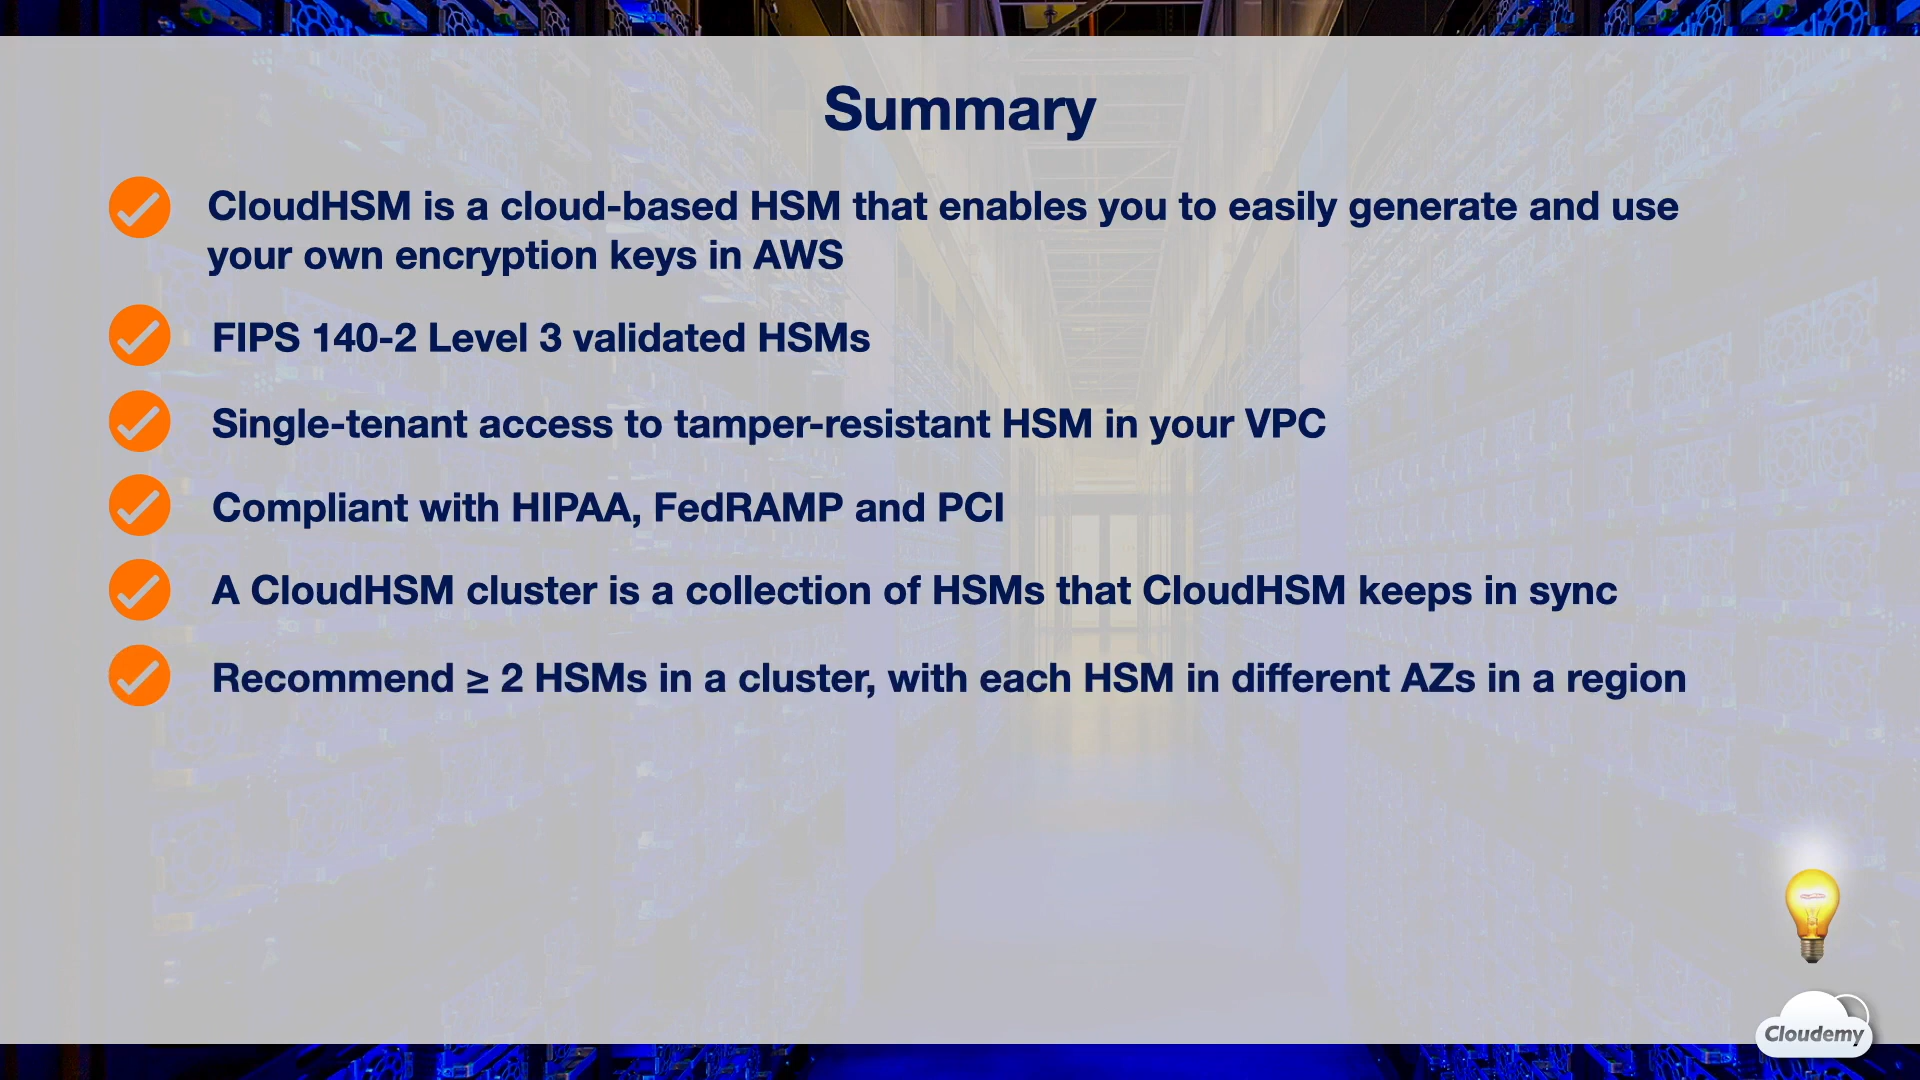 Summary
CloudHSM is a cloud-based HSM that enables you to easily generate and use
your own encryption keys in AWS
FIPS 140-2 Level 3 validated HSMs
Single-tenant access to tamper-resistant HSM in your VPC
Compliant with HIPAA, FedRAMP and PCI
A CloudHSM cluster is a collection of HSMs that CloudHSM keeps in sync
Recommend ≥ 2 HSMs in a cluster, with each HSM in different AZs in a region
Cloudemy